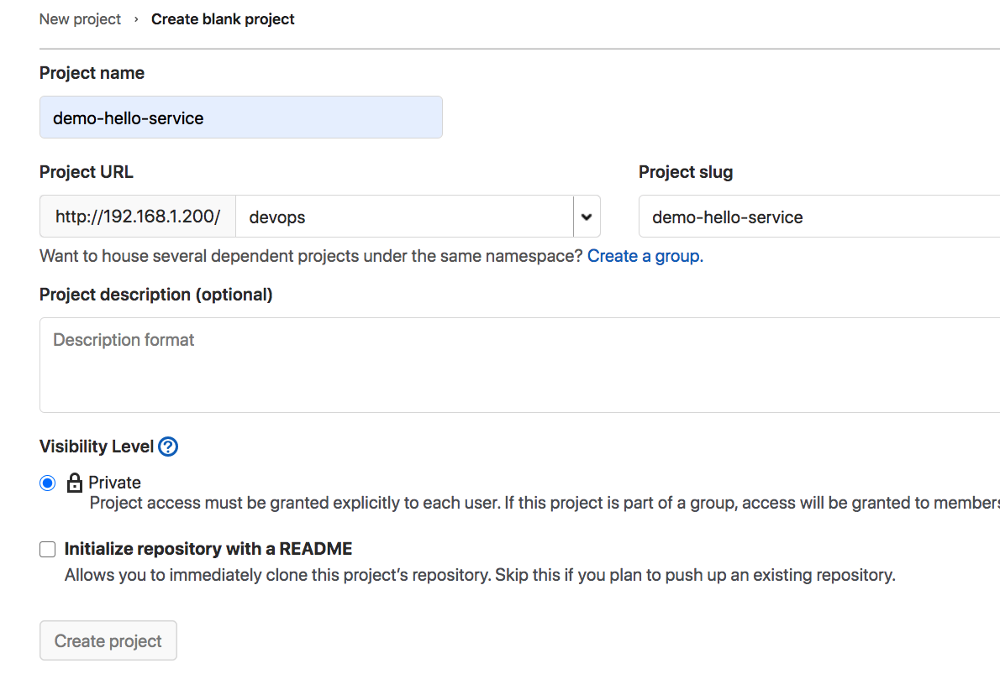 New project › Create blank project
Project name
demo-hello-service
Project URL
Project slug
http://192.168.1.200/ devops
demo-hello-service
Want to house several dependent projects under the same namespace? Create a group.
Project description (optional)
Description format
Visibility Level ?
Private
Project access must be granted explicitly to each user. If this project is part of a group, access will be granted to members
Initialize repository with a README
Allows you to immediately clone this project’s repository. Skip this if you plan to push up an existing repository.
Create project